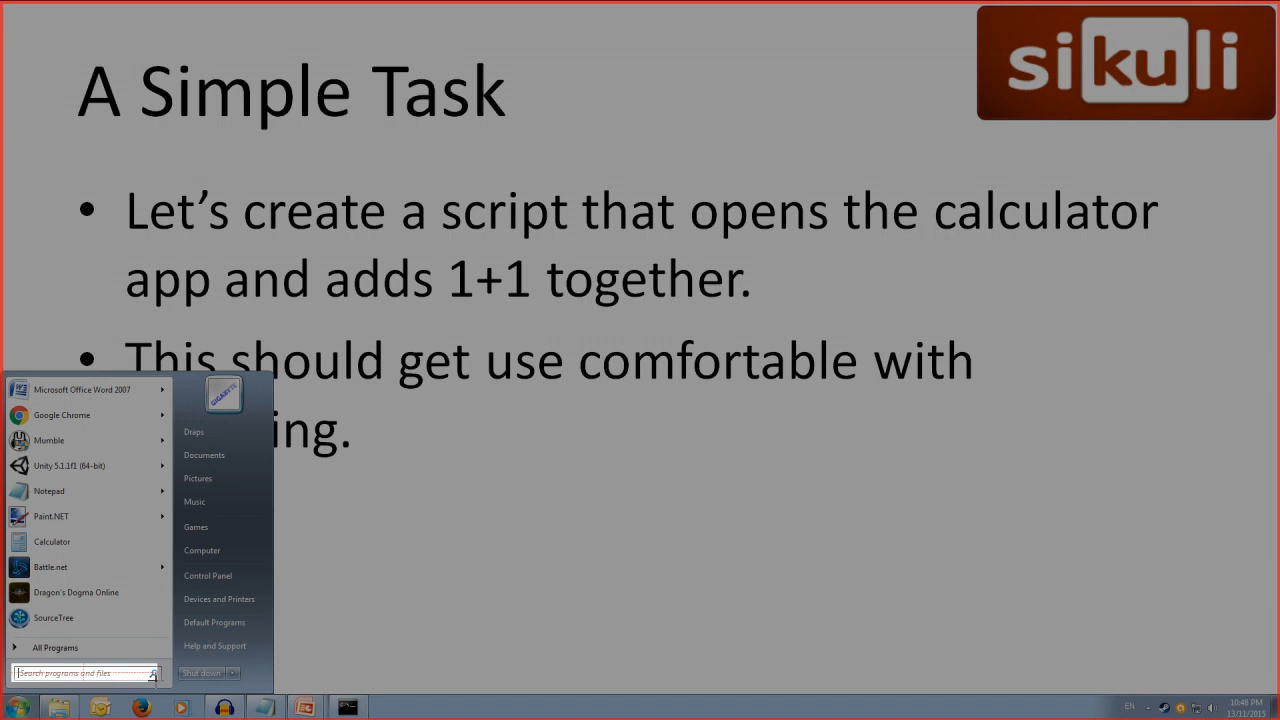 A Simple Task
sikuli
• Let's create a script that opens the calculator
app and adds 1+1 together.
• This should get use comfortable with
ing.
Microsoft Office Word 2007
Google Chrome
Mumble
Unity 5.1.1f1 (64-bit)
Notepad
Paint.NET
Calculator
Battle.net
Dragon's Dogma Online
SourceTree
All Programs
Search programs and files
GIGABYTE
Draps
Documents
Pictures
Music
Games
Computer
Control Panel
Devices and Printers
Default Programs
Help and Support
Shut down
EN
10:48 PM
13/11/2015